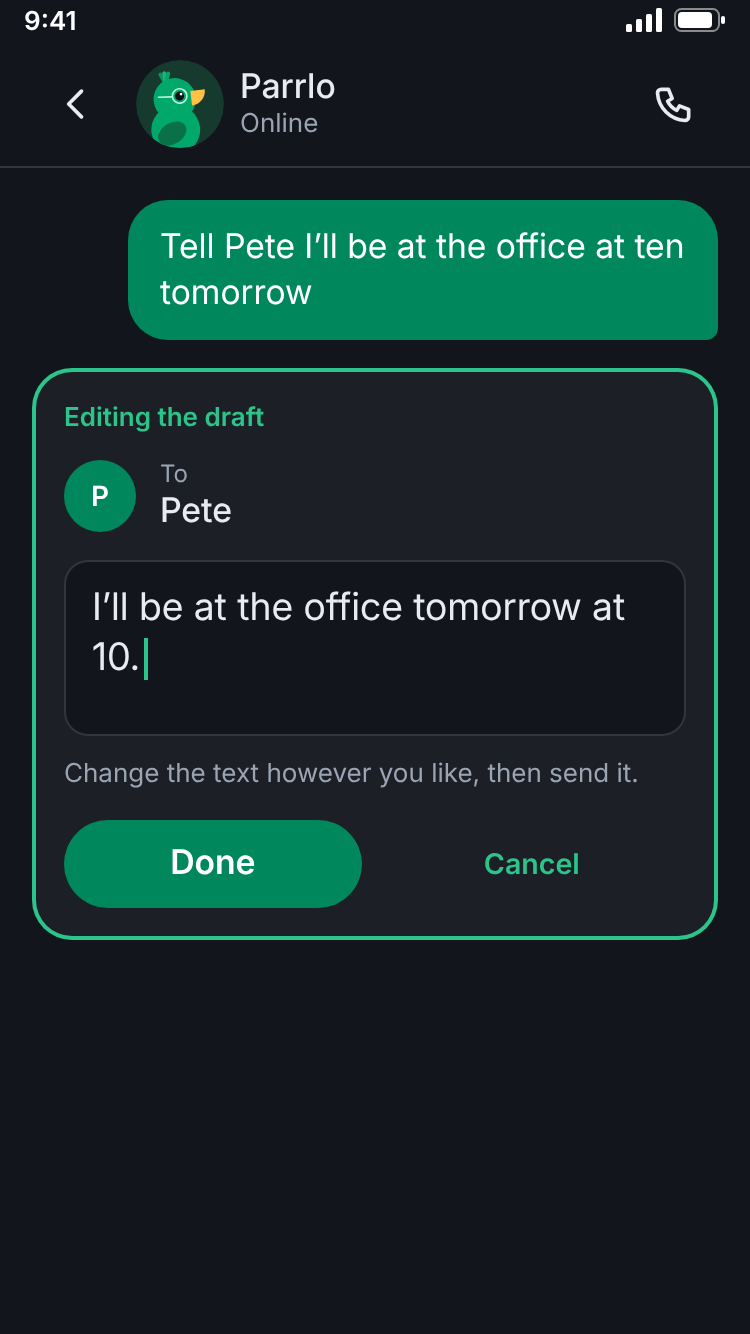 9:41
Parrlo
Online
Tell Pete I’ll be at the office at ten
tomorrow
Editing the draft
P
To
Pete
I’ll be at the office tomorrow at
10.
Change the text however you like, then send it.
Done
Cancel